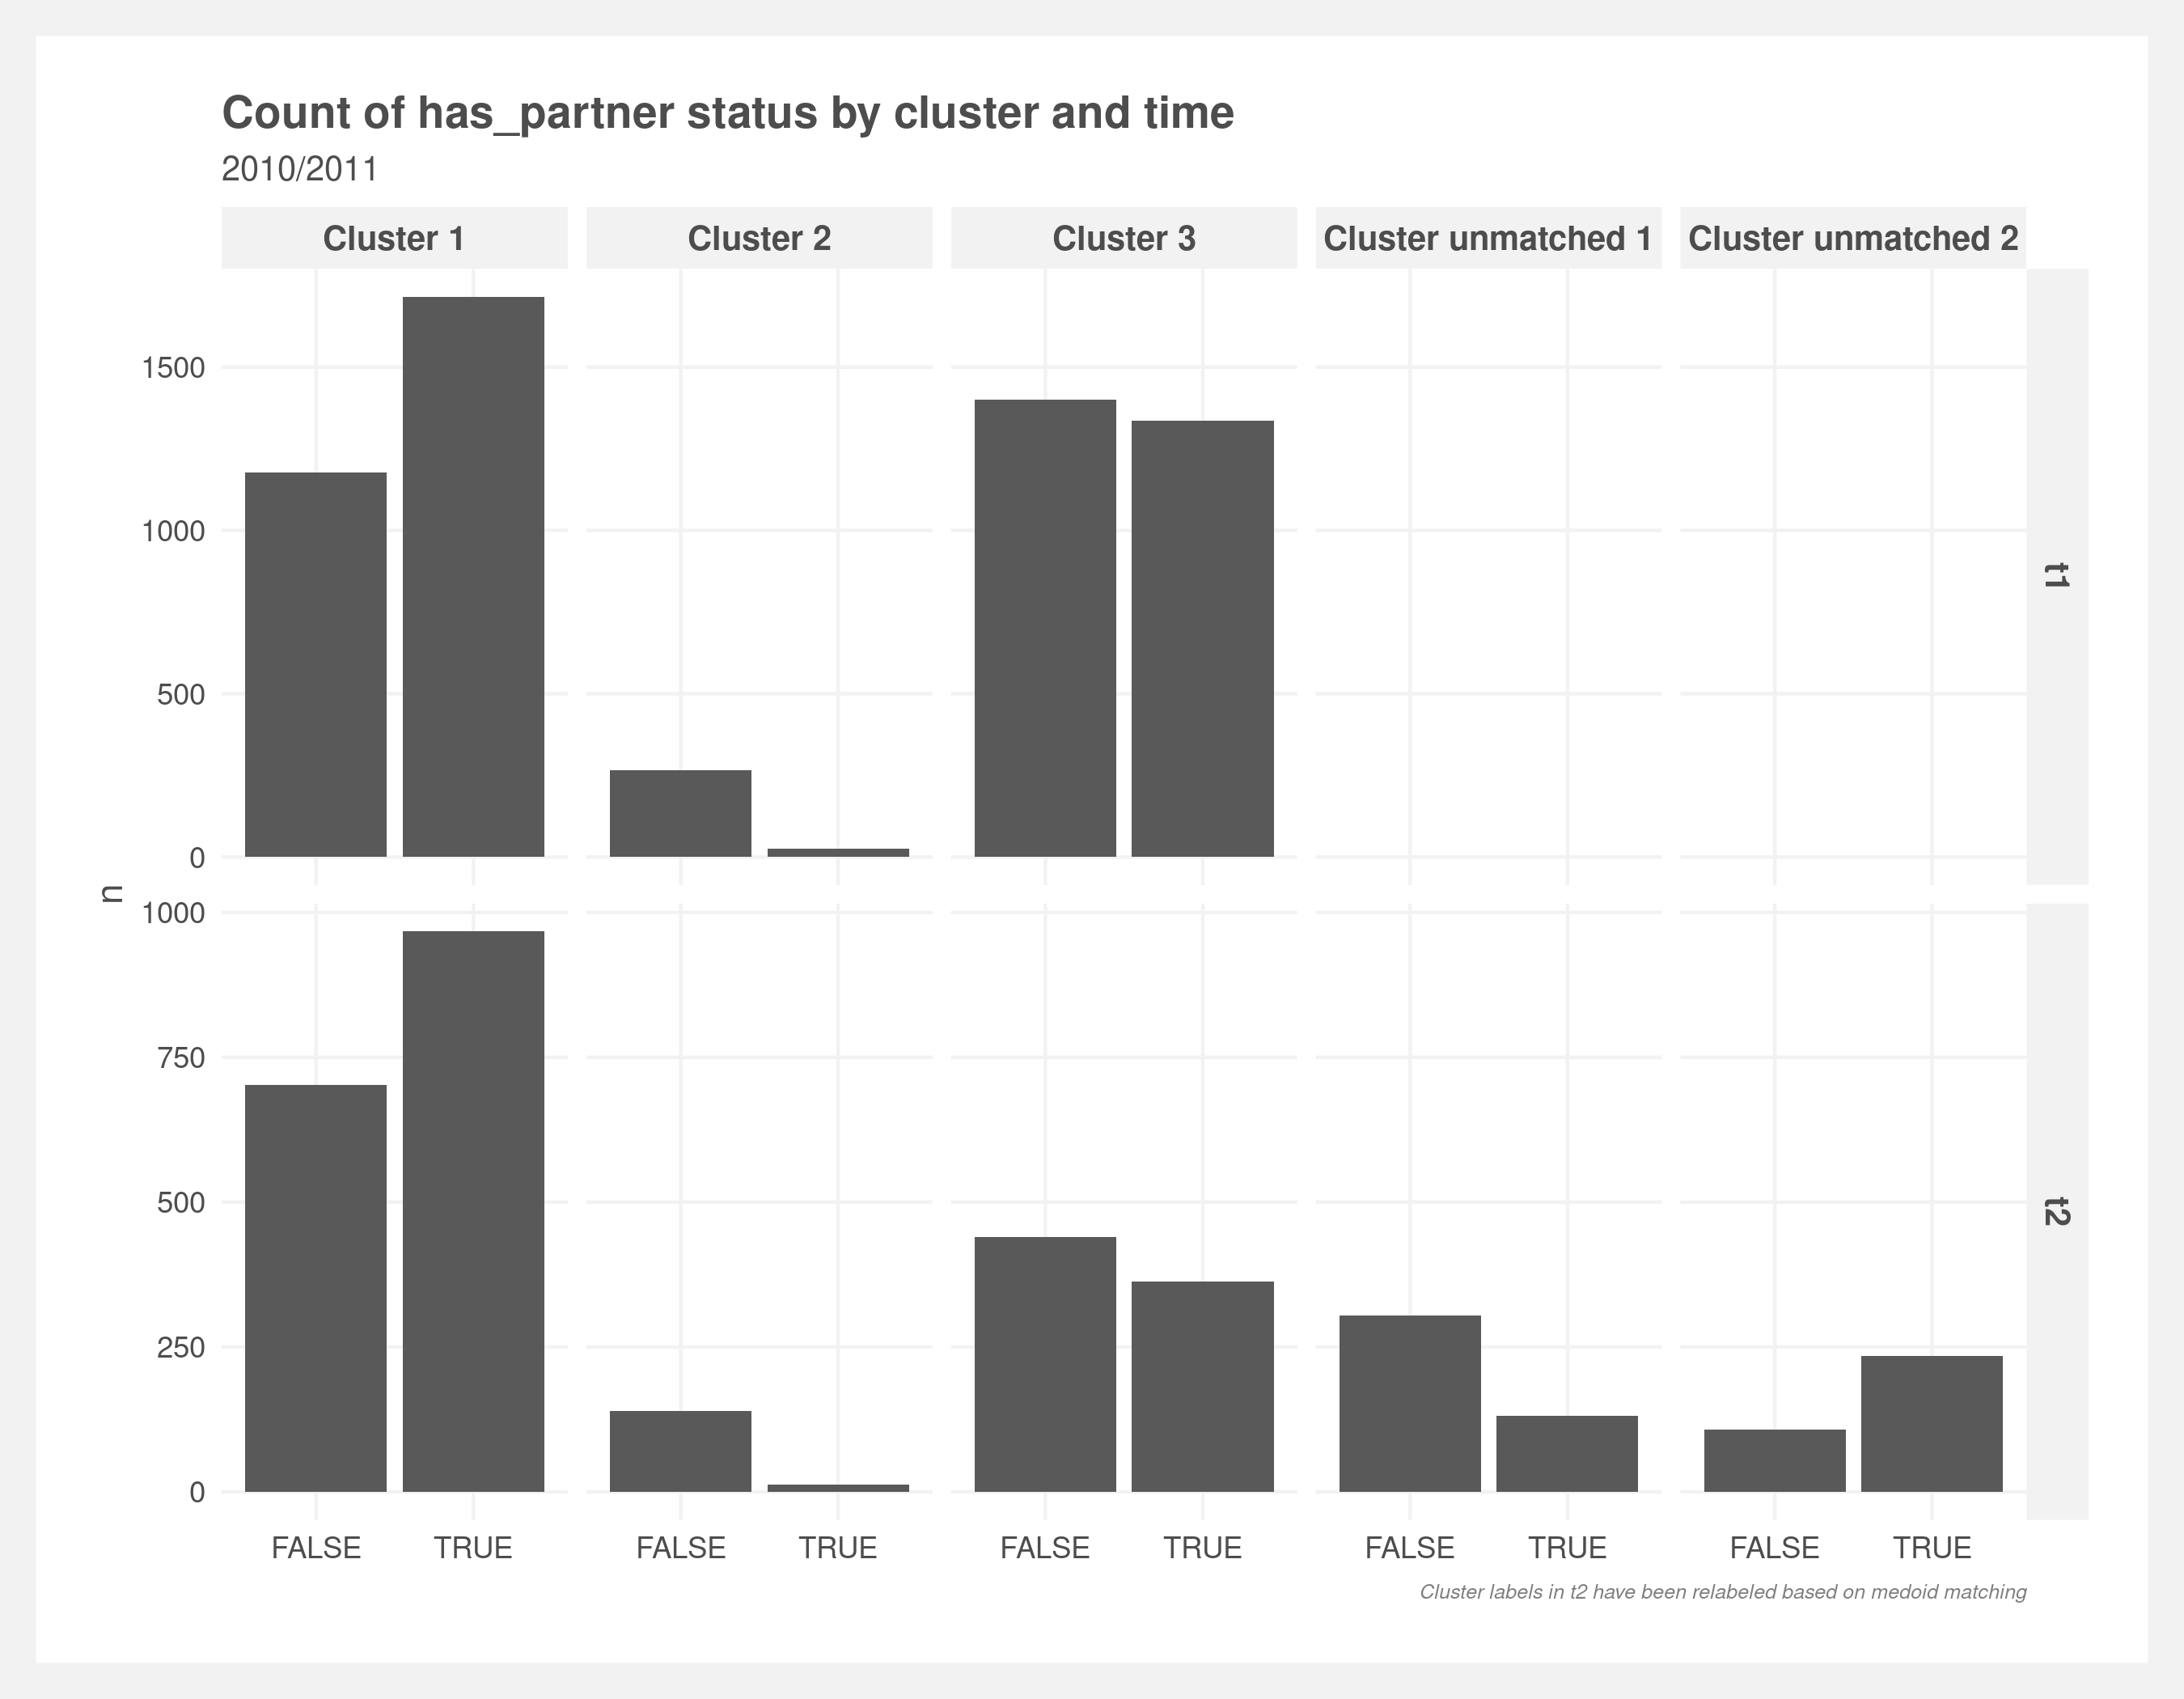 Count of has_partner status by cluster and time
2010/2011
Cluster 1 Cluster 2 Cluster 3 Cluster unmatched 1 Cluster unmatched 2
1500
1000
500
0
t1
n
1000
750
500
250
0
t2
FALSE TRUE FALSE TRUE FALSE TRUE FALSE TRUE FALSE TRUE
Cluster labels in t2 have been relabeled based on medoid matching